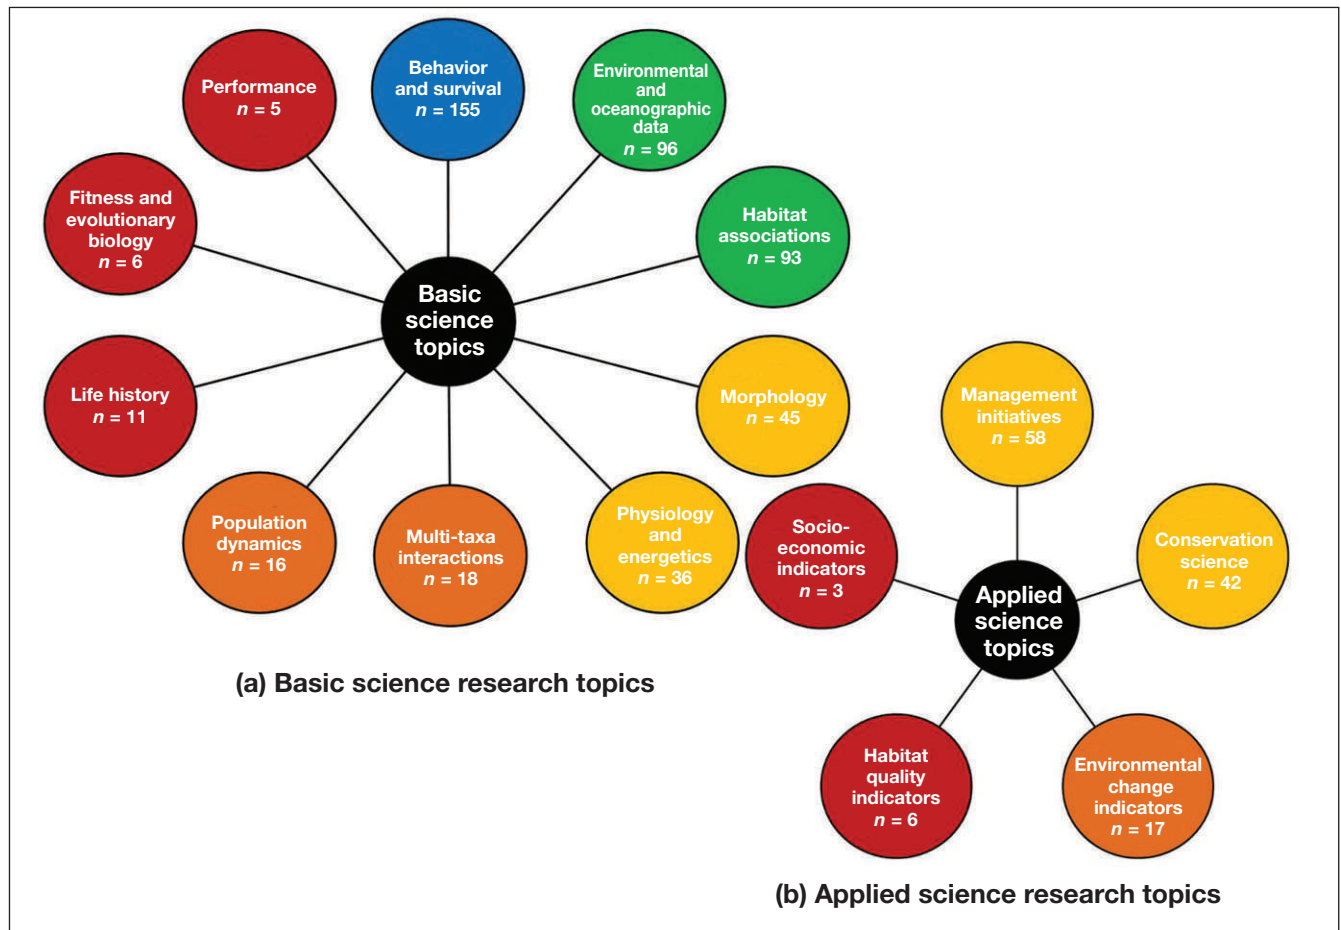 Performance
n = 5
Behavior
and survival
n = 155
Environmental
and
oceanographic
data
n = 96
Fitness and
evolutionary
biology
n = 6
Habitat
associations
n = 93
Basic
science
topics
Life history
n = 11
Morphology
n = 45
Population
dynamics
n = 16
Multi-taxa
interactions
n = 18
Physiology
and
energetics
n = 36
(a) Basic science research topics
Management
initiatives
n = 58
Socio-
economic
indicators
n = 3
Conservation
science
n = 42
Applied
science
topics
Habitat
quality
indicators
n = 6
Environmental
change
indicators
n = 17
(b) Applied science research topics